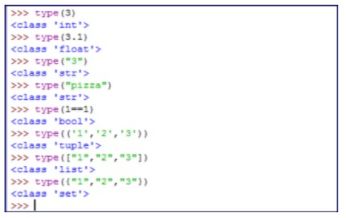 >>> type(3)
<class 'int'>
>>> type(3.1)
<class 'float'>
>>> type("3")
<class 'str'>
>>> type("pizza")
<class 'str'>
>>> type(1==1)
<class 'bool'>
>>> type(('1','2','3'))
<class 'tuple'>
>>> type(["1","2","3"])
<class 'list'>
>>> type({"1","2","3"})
<class 'set'>
>>>